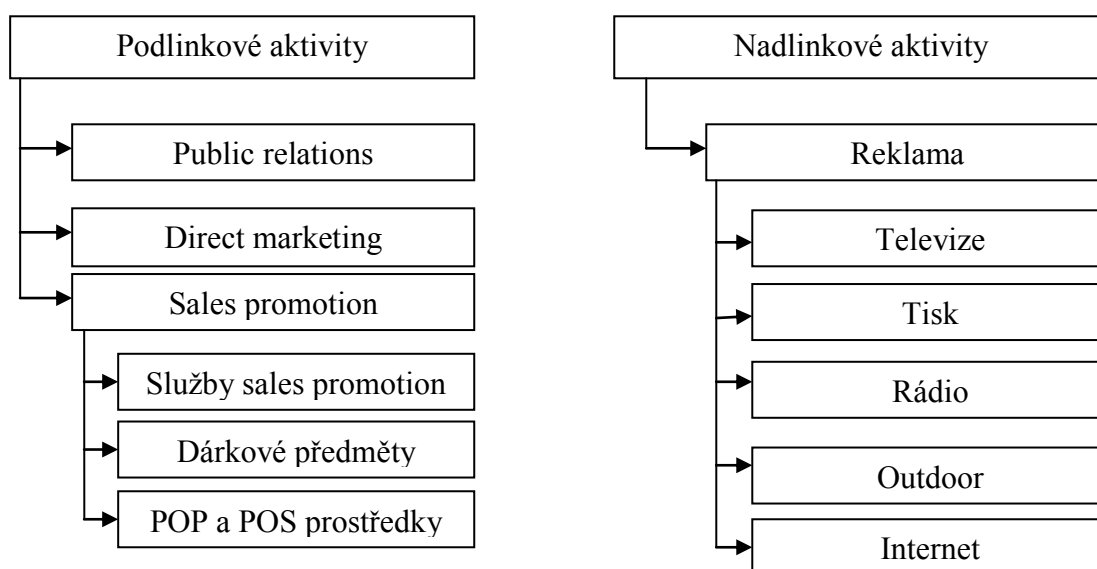 Podlinkové aktivity
Public relations
Direct marketing
Sales promotion
Služby sales promotion
Dárkové předměty
POP a POS prostředky
Nadlinkové aktivity
Reklama
Televize
Tisk
Rádio
Outdoor
Internet